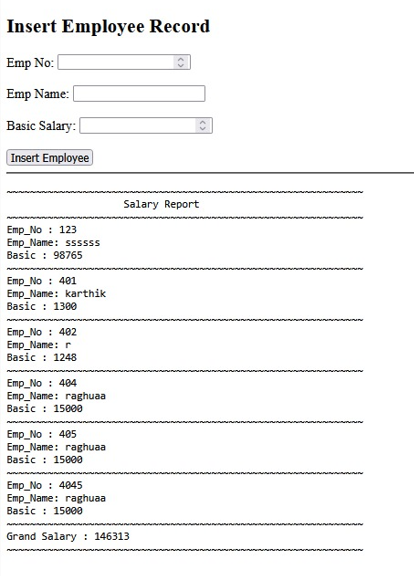 Insert Employee Record
Emp No:
Emp Name:
Basic Salary:
Insert Employee
~~~~~~~~~~~~~~~~~~~~~~~~~~~~~~~~~~~~~~~~~~~~~~~~~~~~~~~~~~~~
Salary Report
~~~~~~~~~~~~~~~~~~~~~~~~~~~~~~~~~~~~~~~~~~~~~~~~~~~~~~~~~~~~
Emp_No : 123
Emp_Name: ssssss
Basic : 98765
~~~~~~~~~~~~~~~~~~~~~~~~~~~~~~~~~~~~~~~~~~~~~~~~~~~~~~~~~~~~
Emp_No : 401
Emp_Name: karthik
Basic : 1300
~~~~~~~~~~~~~~~~~~~~~~~~~~~~~~~~~~~~~~~~~~~~~~~~~~~~~~~~~~~~
Emp_No : 402
Emp_Name: r
Basic : 1248
~~~~~~~~~~~~~~~~~~~~~~~~~~~~~~~~~~~~~~~~~~~~~~~~~~~~~~~~~~~~
Emp_No : 404
Emp_Name: raghuaa
Basic : 15000
~~~~~~~~~~~~~~~~~~~~~~~~~~~~~~~~~~~~~~~~~~~~~~~~~~~~~~~~~~~~
Emp_No : 405
Emp_Name: raghuaa
Basic : 15000
~~~~~~~~~~~~~~~~~~~~~~~~~~~~~~~~~~~~~~~~~~~~~~~~~~~~~~~~~~~~
Emp_No : 4045
Emp_Name: raghuaa
Basic : 15000
~~~~~~~~~~~~~~~~~~~~~~~~~~~~~~~~~~~~~~~~~~~~~~~~~~~~~~~~~~~~
Grand Salary : 146313
~~~~~~~~~~~~~~~~~~~~~~~~~~~~~~~~~~~~~~~~~~~~~~~~~~~~~~~~~~~~